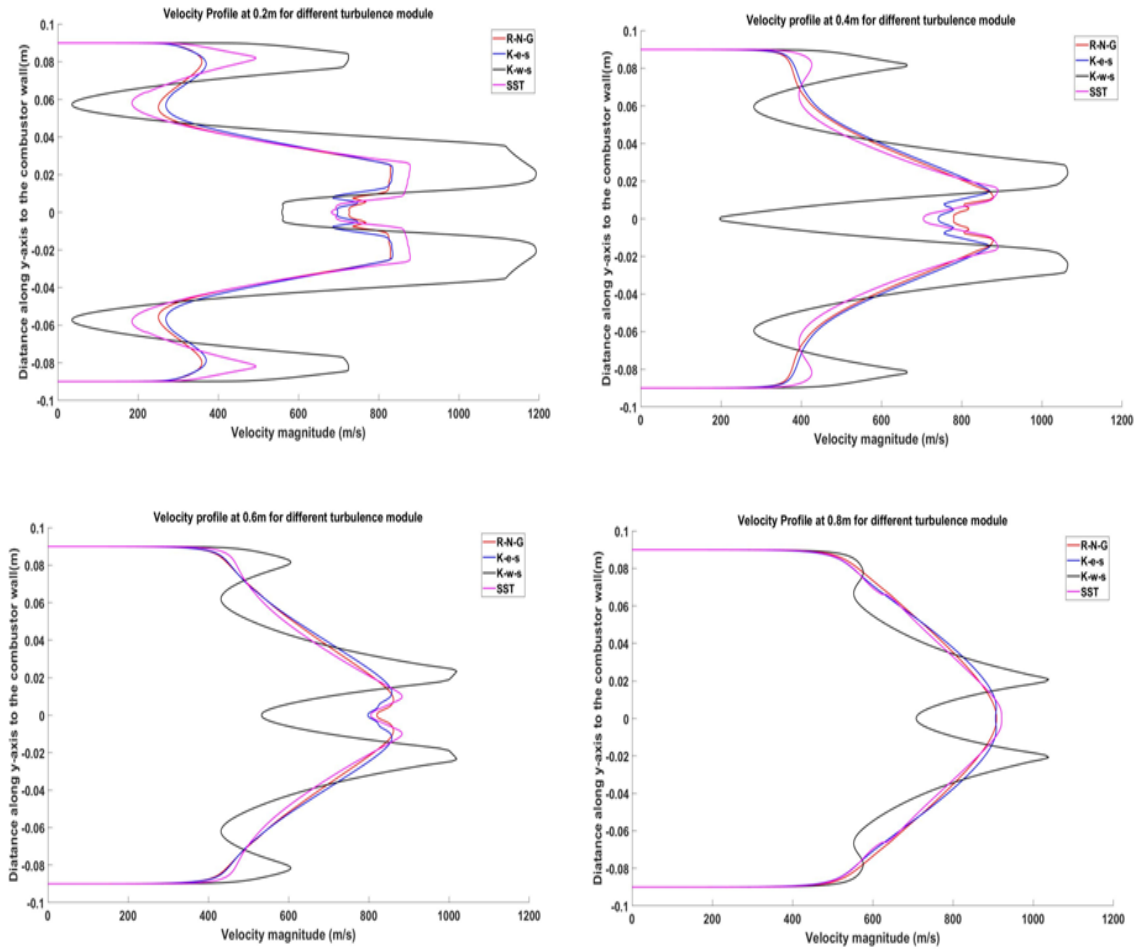 Velocity Profile at 0.2m for different turbulence module
Diatance along y-axis to the combustor wall(m)
0.1
0.08
0.06
0.04
0.02
0
-0.02
-0.04
-0.06
-0.08
-0.1
0 200 400 600 800 1000 1200
Velocity magnitude (m/s)
R-N-G
K-e-s
K-w-s
SST
Velocity Profile at 0.4m for different turbulence module
Diatance along y-axis to the combustor wall(m)
0.1
0.08
0.06
0.04
0.02
0
-0.02
-0.04
-0.06
-0.08
-0.1
0 200 400 600 800 1000 1200
Velocity magnitude (m/s)
R-N-G
K-e-s
K-w-s
SST
Velocity profile at 0.6m for different turbulence module
Diatance along y-axis to the combustor wall(m)
0.1
0.08
0.06
0.04
0.02
0
-0.02
-0.04
-0.06
-0.08
-0.1
0 200 400 600 800 1000 1200
Velocity magnitude (m/s)
R-N-G
K-e-s
K-w-s
SST
Velocity Profile at 0.8m for different turbulence module
Diatance along y-axis to the combustor wall(m)
0.1
0.08
0.06
0.04
0.02
0
-0.02
-0.04
-0.06
-0.08
-0.1
0 200 400 600 800 1000 1200
Velocity magnitude (m/s)
R-N-G
K-e-s
K-w-s
SST